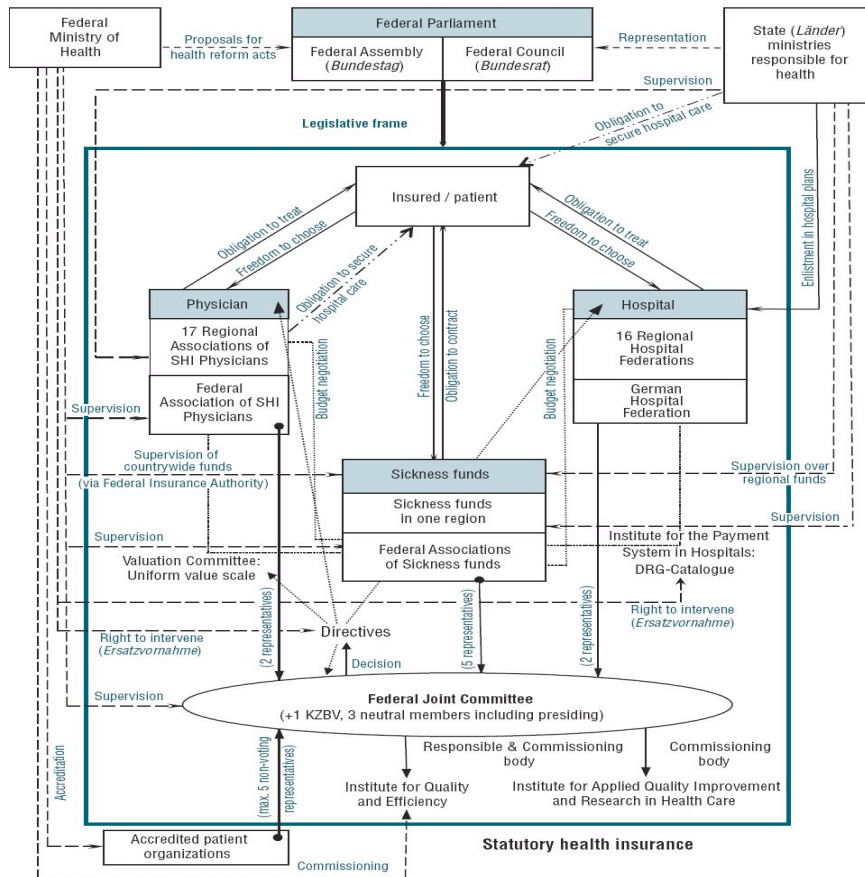 Federal
Ministry of
Health
Proposals for
health reform acts
Federal Parliament
Federal Assembly
(Bundestag)
Federal Council
(Bundesrat)
Representation
State (Länder)
ministries
responsible for
health
Supervision
Legislative frame
Obligation to
secure hospital care
Insured / patient
Obligation to treat
Freedom to choose
Obligation to secure
hospital care
Obligation to treat
Freedom to choose
Enlistment in hospital plans
Physician
17 Regional
Associations of
SHI Physicians
Federal
Association of SHI
Physicians
Budget negotiation
Freedom to choose
Obligation to contract
Budget negotiation
Hospital
16 Regional
Hospital
Federations
German
Hospital
Federation
Supervision
Supervision of
countrywide funds
(via Federal Insurance Authority)
Sickness funds
Sickness funds
in one region
Federal Associations
of Sickness funds
Supervision over
regional funds
Supervision
Supervision
Valuation Committee:
Uniform value scale
Institute for the Payment
System in Hospitals:
DRG-Catalogue
Right to intervene
(Ersatzvornahme)
Right to intervene
(Ersatzvornahme)
Directives
Decision
(2 representatives)
(5 representatives)
(2 representatives)
Supervision
Federal Joint Committee
(+1 KZBV, 3 neutral members including presiding)
Accreditation
(max. 5 non-voting
representatives)
Responsible & Commissioning
body
Commissioning
body
Institute for Quality
and Efficiency
Institute for Applied Quality Improvement
and Research in Health Care
Accredited patient
organizations
Statutory health insurance
Commissioning